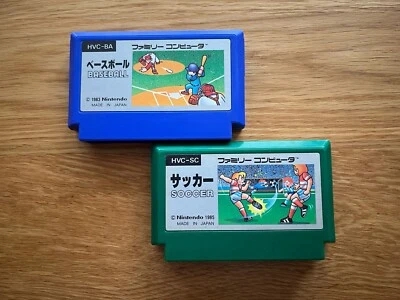 HVC-BA
ファミリー コンピュータ
ベースボール
BASEBALL
© 1983 Nintendo
MADE IN JAPAN
HVC-SC
ファミリー コンピュータ
サッカー
SOCCER
© Nintendo 1985
MADE IN JAPAN